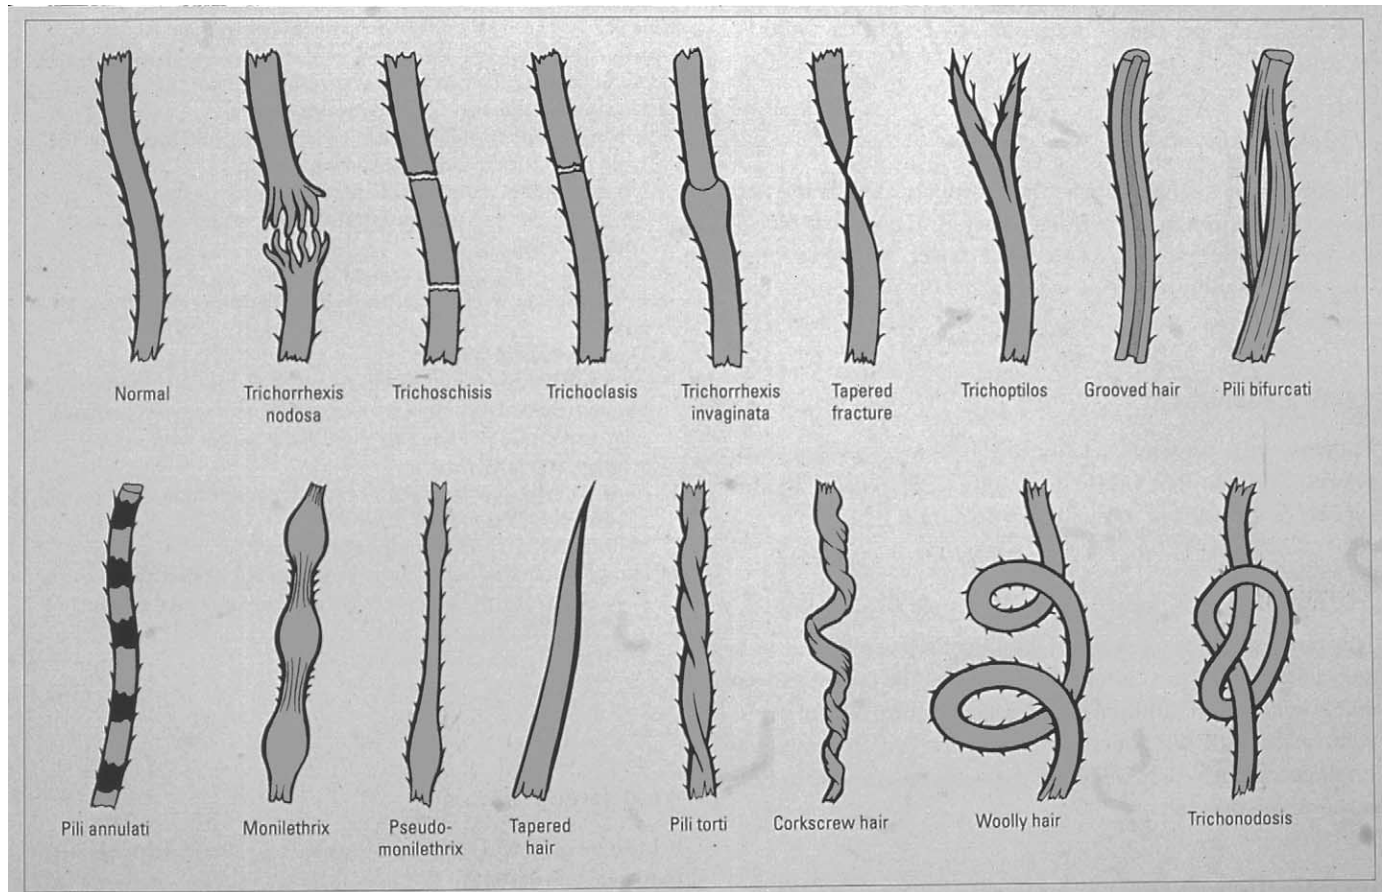 Normal
Trichorrhexis
nodosa
Trichoschisis
Trichoclasis
Trichorrhexis
invaginata
Tapered
fracture
Trichoptilos
Grooved hair
Pili bifurcati
Pili annulati
Monilethrix
Pseudo-
monilethrix
Tapered
hair
Pili torti
Corkscrew hair
Woolly hair
Trichonodosis